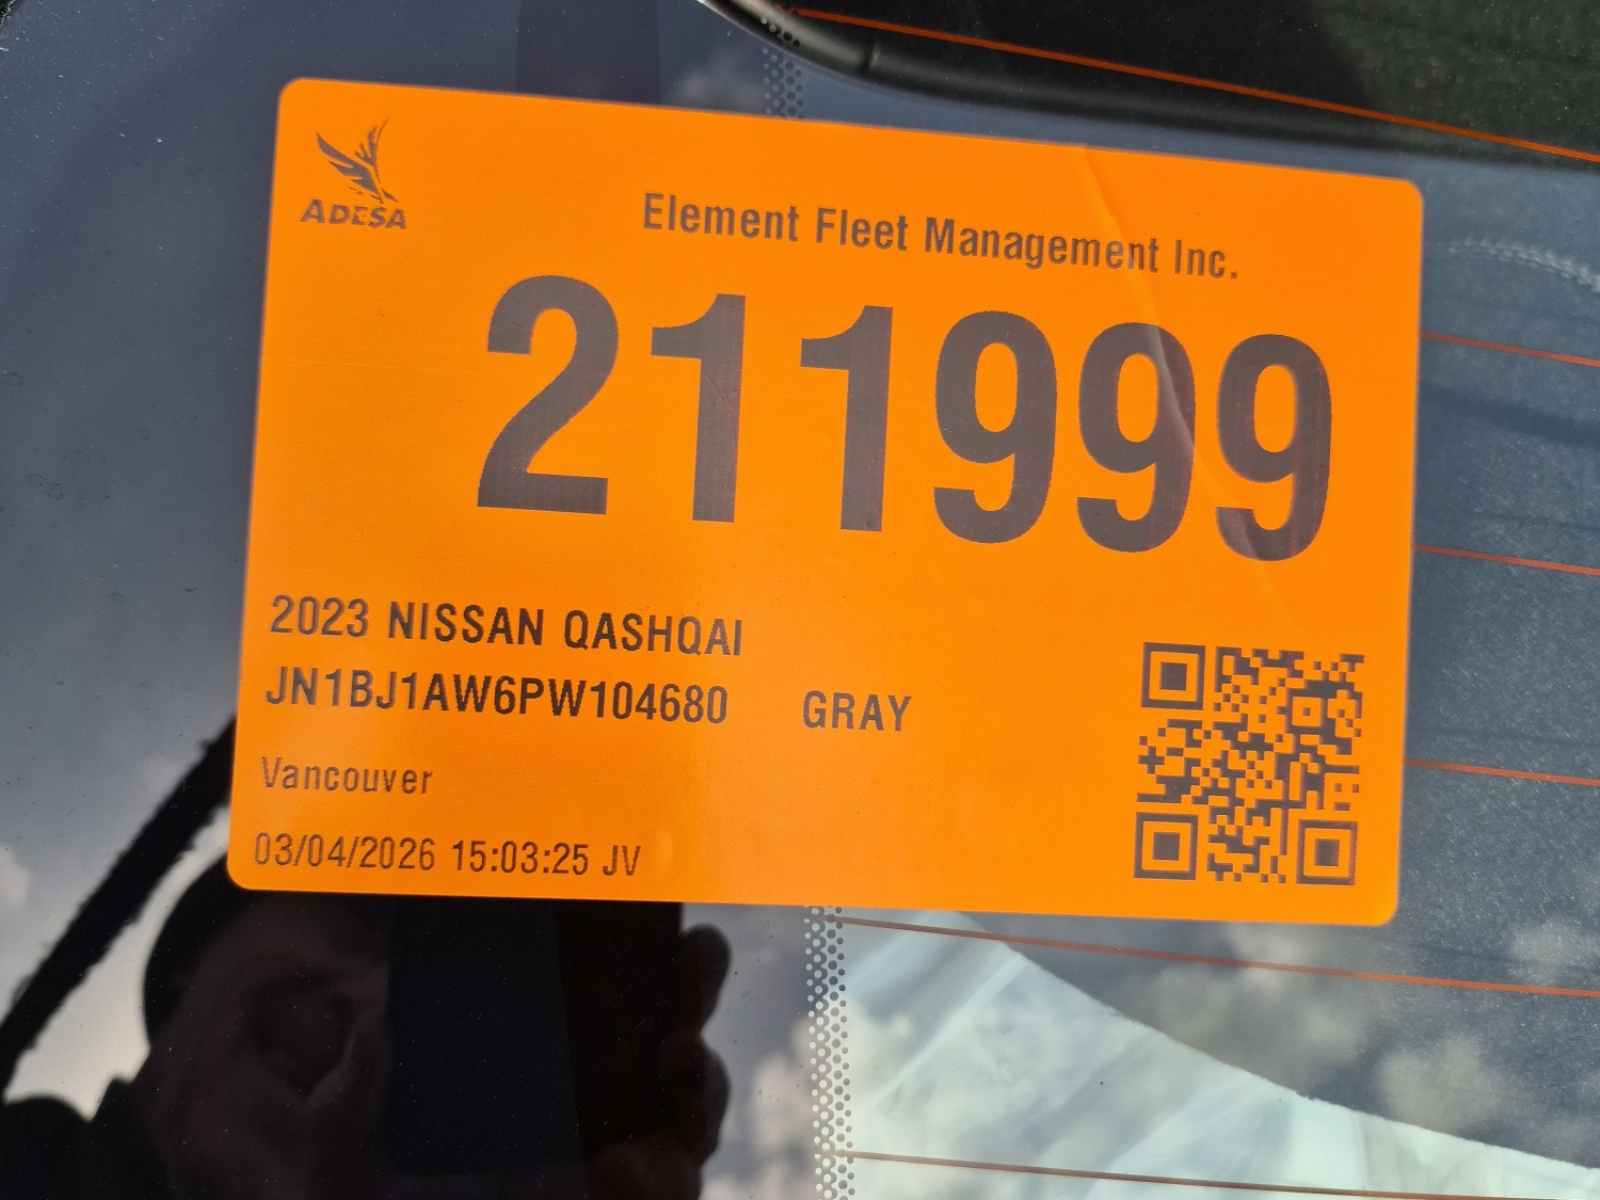 ADESA
Element Fleet Management Inc.
211999
2023 NISSAN QASHQAI
JN1BJ1AW6PW104680 GRAY
Vancouver
03/04/2026 15:03:25 JV